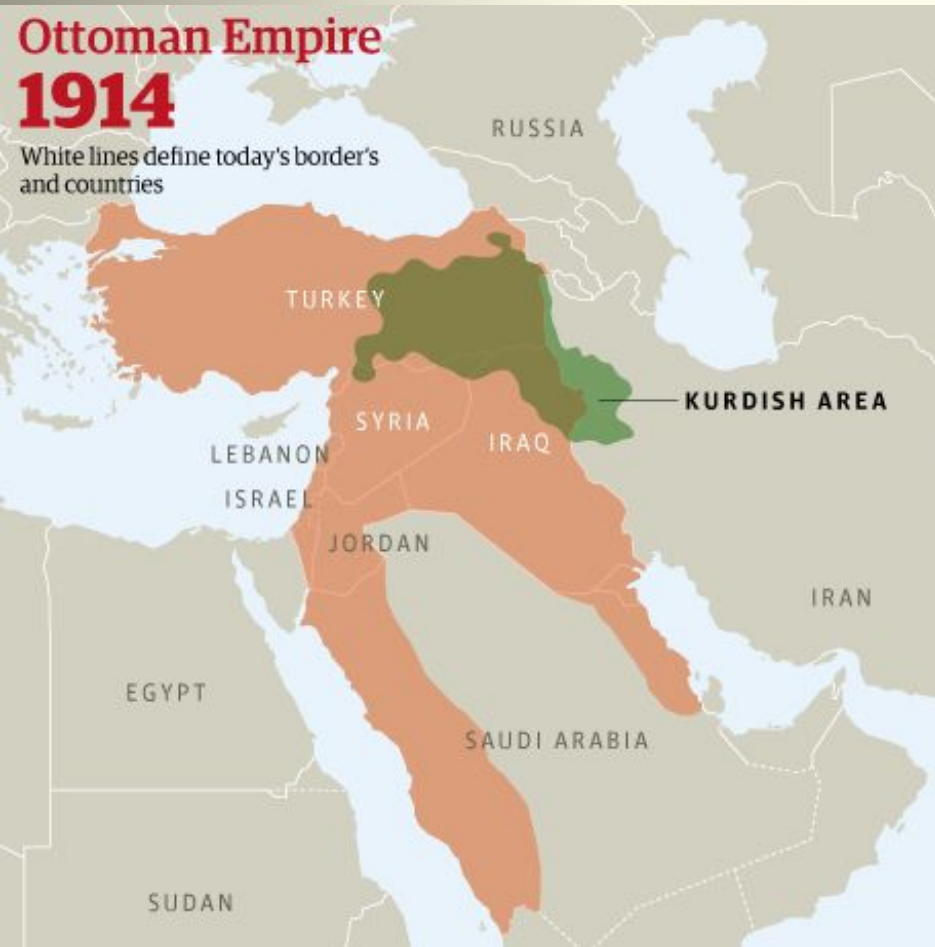 Ottoman Empire
1914
White lines define today's border's
and countries
RUSSIA
TURKEY
KURDISH AREA
SYRIA
IRAQ
LEBANON
ISRAEL
JORDAN
IRAN
EGYPT
SAUDI ARABIA
SUDAN